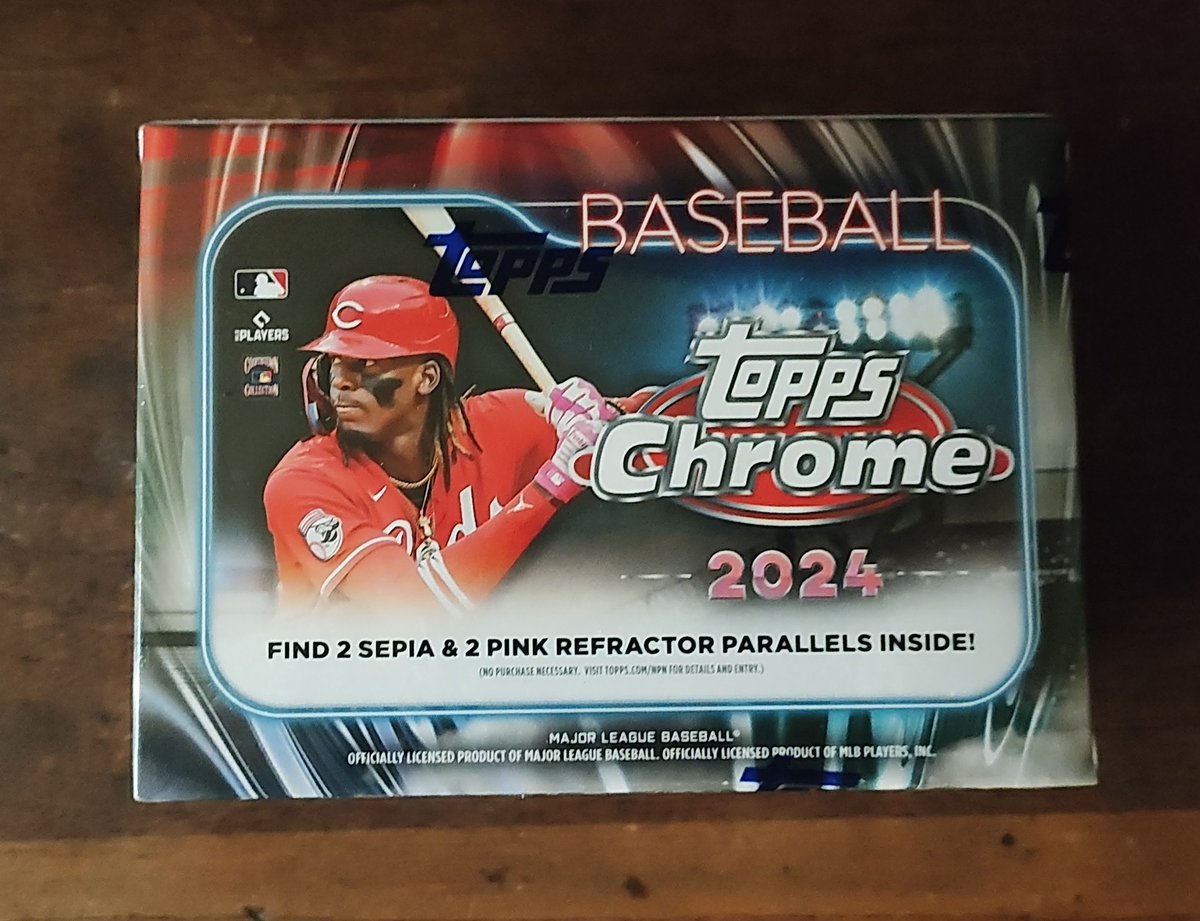 BASEBALL
topps
MLB PLAYERS
topps
Chrome
Reds
2024
FIND 2 SEPIA & 2 PINK REFRACTOR PARALLELS INSIDE!
(NO PURCHASE NECESSARY. VISIT TOPPS.COM/NPN FOR DETAILS AND ENTRY.)
MAJOR LEAGUE BASEBALL®
OFFICIALLY LICENSED PRODUCT OF MAJOR LEAGUE BASEBALL. OFFICIALLY LICENSED PRODUCT OF MLB PLAYERS, INC.